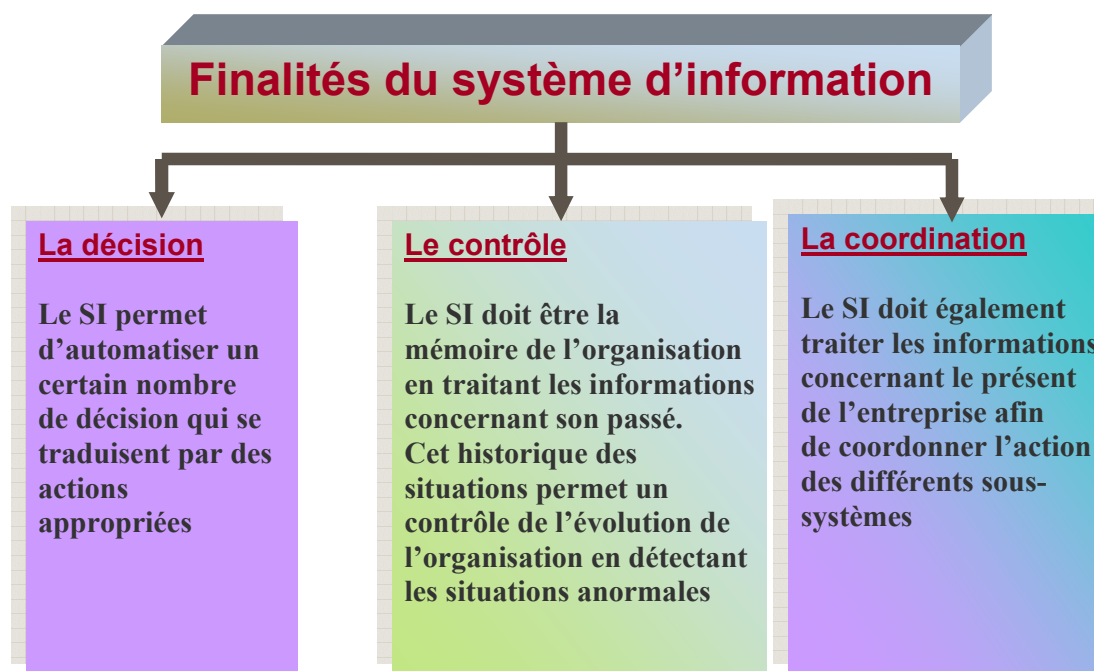 Finalités du système d’information
La décision
Le SI permet
d’automatiser un
certain nombre
de décision qui se
traduisent par des
actions
appropriées
Le contrôle
Le SI doit être la
mémoire de l’organisation
en traitant les informations
concernant son passé.
Cet historique des
situations permet un
contrôle de l’évolution de
l’organisation en détectant
les situations anormales
La coordination
Le SI doit également
traiter les informations
concernant le présent
de l’entreprise afin
de coordonner l’action
des différents sous-
systèmes